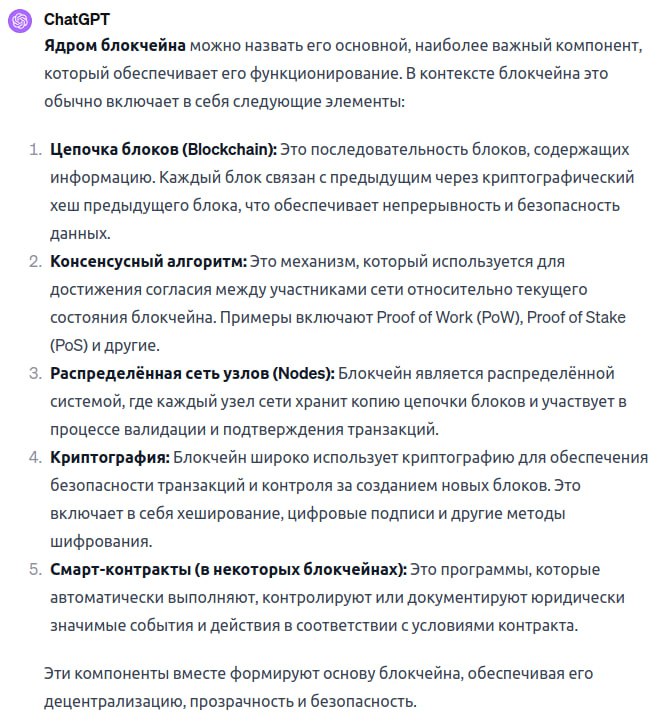 ChatGPT
Ядром блокчейна можно назвать его основной, наиболее важный компонент,
который обеспечивает его функционирование. В контексте блокчейна это
обычно включает в себя следующие элементы:
1. Цепочка блоков (Blockchain): Это последовательность блоков, содержащих
информацию. Каждый блок связан с предыдущим через криптографический
хеш предыдущего блока, что обеспечивает непрерывность и безопасность
данных.
2. Консенсусный алгоритм: Это механизм, который используется для
достижения согласия между участниками сети относительно текущего
состояния блокчейна. Примеры включают Proof of Work (PoW), Proof of Stake
(PoS) и другие.
3. Распределённая сеть узлов (Nodes): Блокчейн является распределённой
системой, где каждый узел сети хранит копию цепочки блоков и участвует в
процессе валидации и подтверждения транзакций.
4. Криптография: Блокчейн широко использует криптографию для обеспечения
безопасности транзакций и контроля за созданием новых блоков. Это
включает в себя хеширование, цифровые подписи и другие методы
шифрования.
5. Смарт-контракты (в некоторых блокчейнах): Это программы, которые
автоматически выполняют, контролируют или документируют юридически
значимые события и действия в соответствии с условиями контракта.
Эти компоненты вместе формируют основу блокчейна, обеспечивая его
децентрализацию, прозрачность и безопасность.